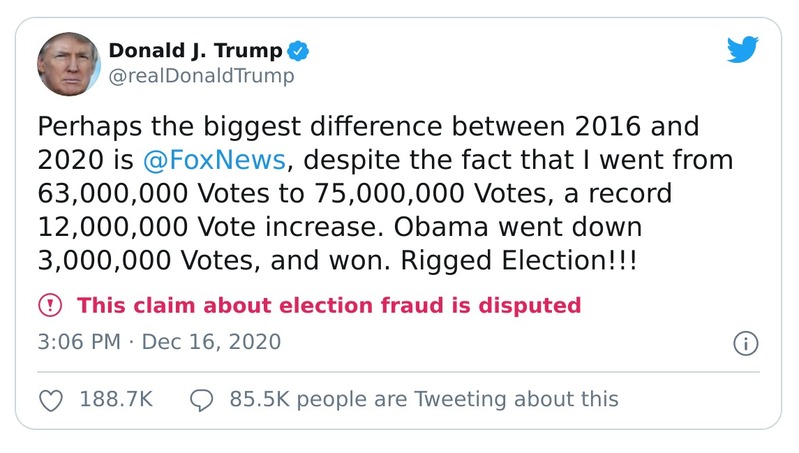 Donald J. Trump
@realDonaldTrump
Perhaps the biggest difference between 2016 and
2020 is @FoxNews, despite the fact that I went from
63,000,000 Votes to 75,000,000 Votes, a record
12,000,000 Vote increase. Obama went down
3,000,000 Votes, and won. Rigged Election!!!
This claim about election fraud is disputed
3:06 PM · Dec 16, 2020
188.7K 85.5K people are Tweeting about this